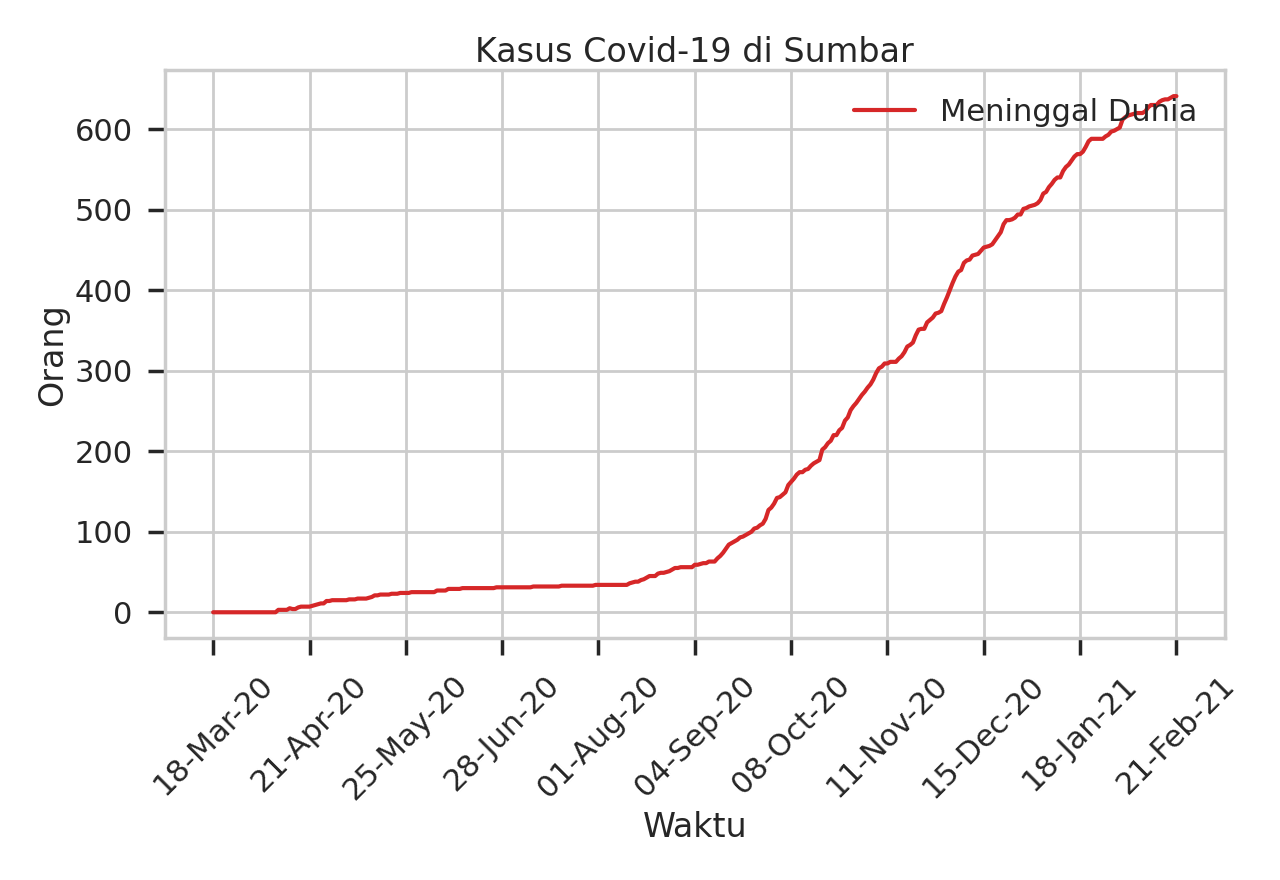 Kasus Covid-19 di Sumbar
Meninggal Dunia
Orang
600
500
400
300
200
100
0
18-Mar-20
21-Apr-20
25-May-20
28-Jun-20
01-Aug-20
04-Sep-20
08-Oct-20
11-Nov-20
15-Dec-20
18-Jan-21
21-Feb-21
Waktu